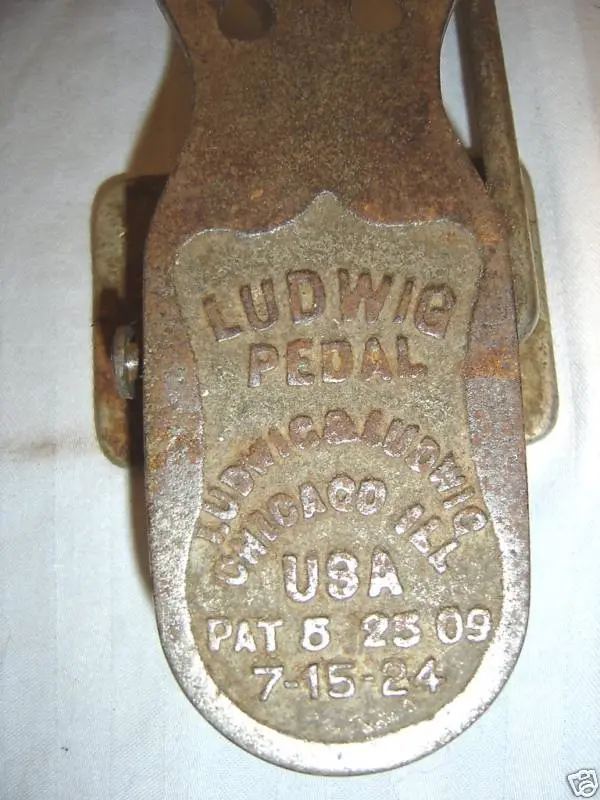 LUDWIG
PEDAL
LUDWIG & LUDWIG
CHICAGO ILL
USA
PAT 5 25 09
7-15-24